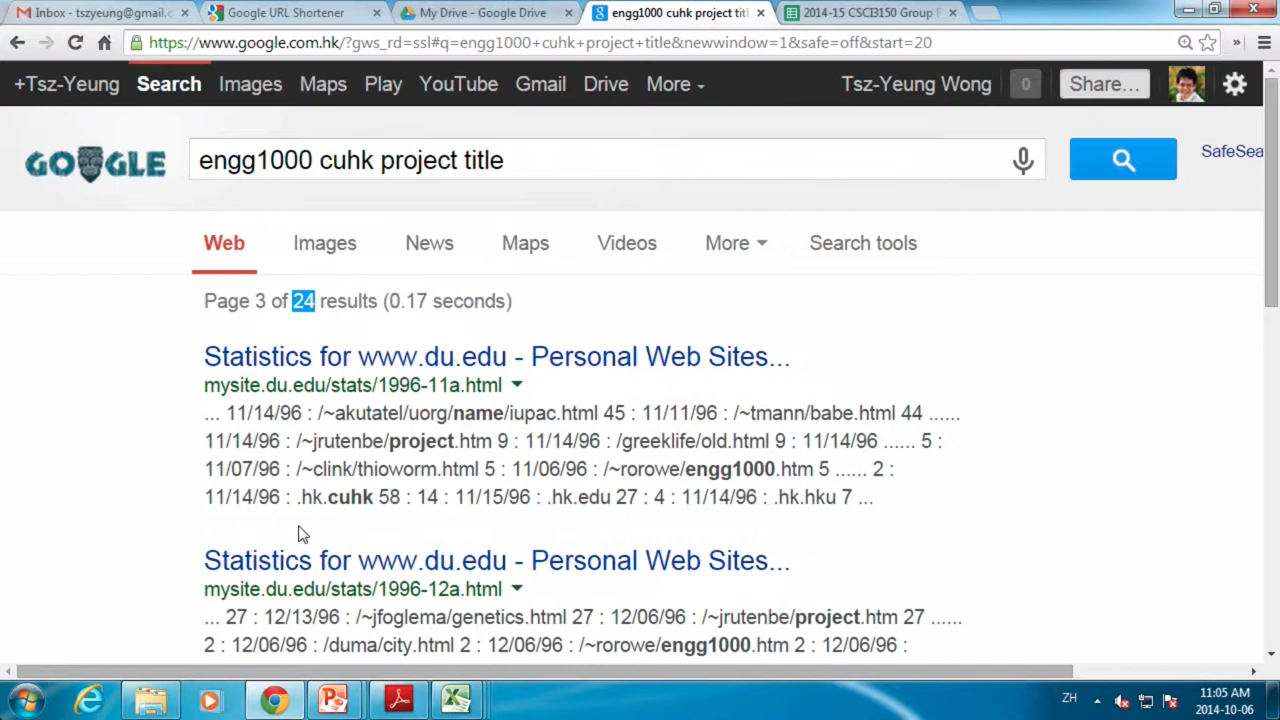 Inbox - tszyeung@gmail.c
Google URL Shortener
My Drive - Google Drive
engg1000 cuhk project titl
2014-15 CSCI3150 Group P
https://www.google.com.hk/?gws_rd=ssl#q=engg1000+cuhk+project+title&newwindow=1&safe=off&start=20
+Tsz-Yeung Search Images Maps Play YouTube Gmail Drive More Tsz-Yeung Wong 0 Share...
GOOGLE
engg1000 cuhk project title
SafeSea
Web Images News Maps Videos More Search tools
Page 3 of 24 results (0.17 seconds)
Statistics for www.du.edu - Personal Web Sites...
mysite.du.edu/stats/1996-11a.html
... 11/14/96 : /~akutatel/uorg/name/iupac.html 45 : 11/11/96 : /~tmann/babe.html 44 ......
11/14/96 : /~jrutenbe/project.htm 9 : 11/14/96 : /greeklife/old.html 9 : 11/14/96 ...... 5 :
11/07/96 : /~clink/thioworm.html 5 : 11/06/96 : /~rorowe/engg1000.htm 5 ...... 2 :
11/14/96 : .hk.cuhk 58 : 14 : 11/15/96 : .hk.edu 27 : 4 : 11/14/96 : .hk.hku 7 ...
Statistics for www.du.edu - Personal Web Sites...
mysite.du.edu/stats/1996-12a.html
... 27 : 12/13/96 : /~jfoglema/genetics.html 27 : 12/06/96 : /~jrutenbe/project.htm 27 ......
2 : 12/06/96 : /duma/city.html 2 : 12/06/96 : /~rorowe/engg1000.htm 2 : 12/06/96 :
ZH
11:05 AM
2014-10-06